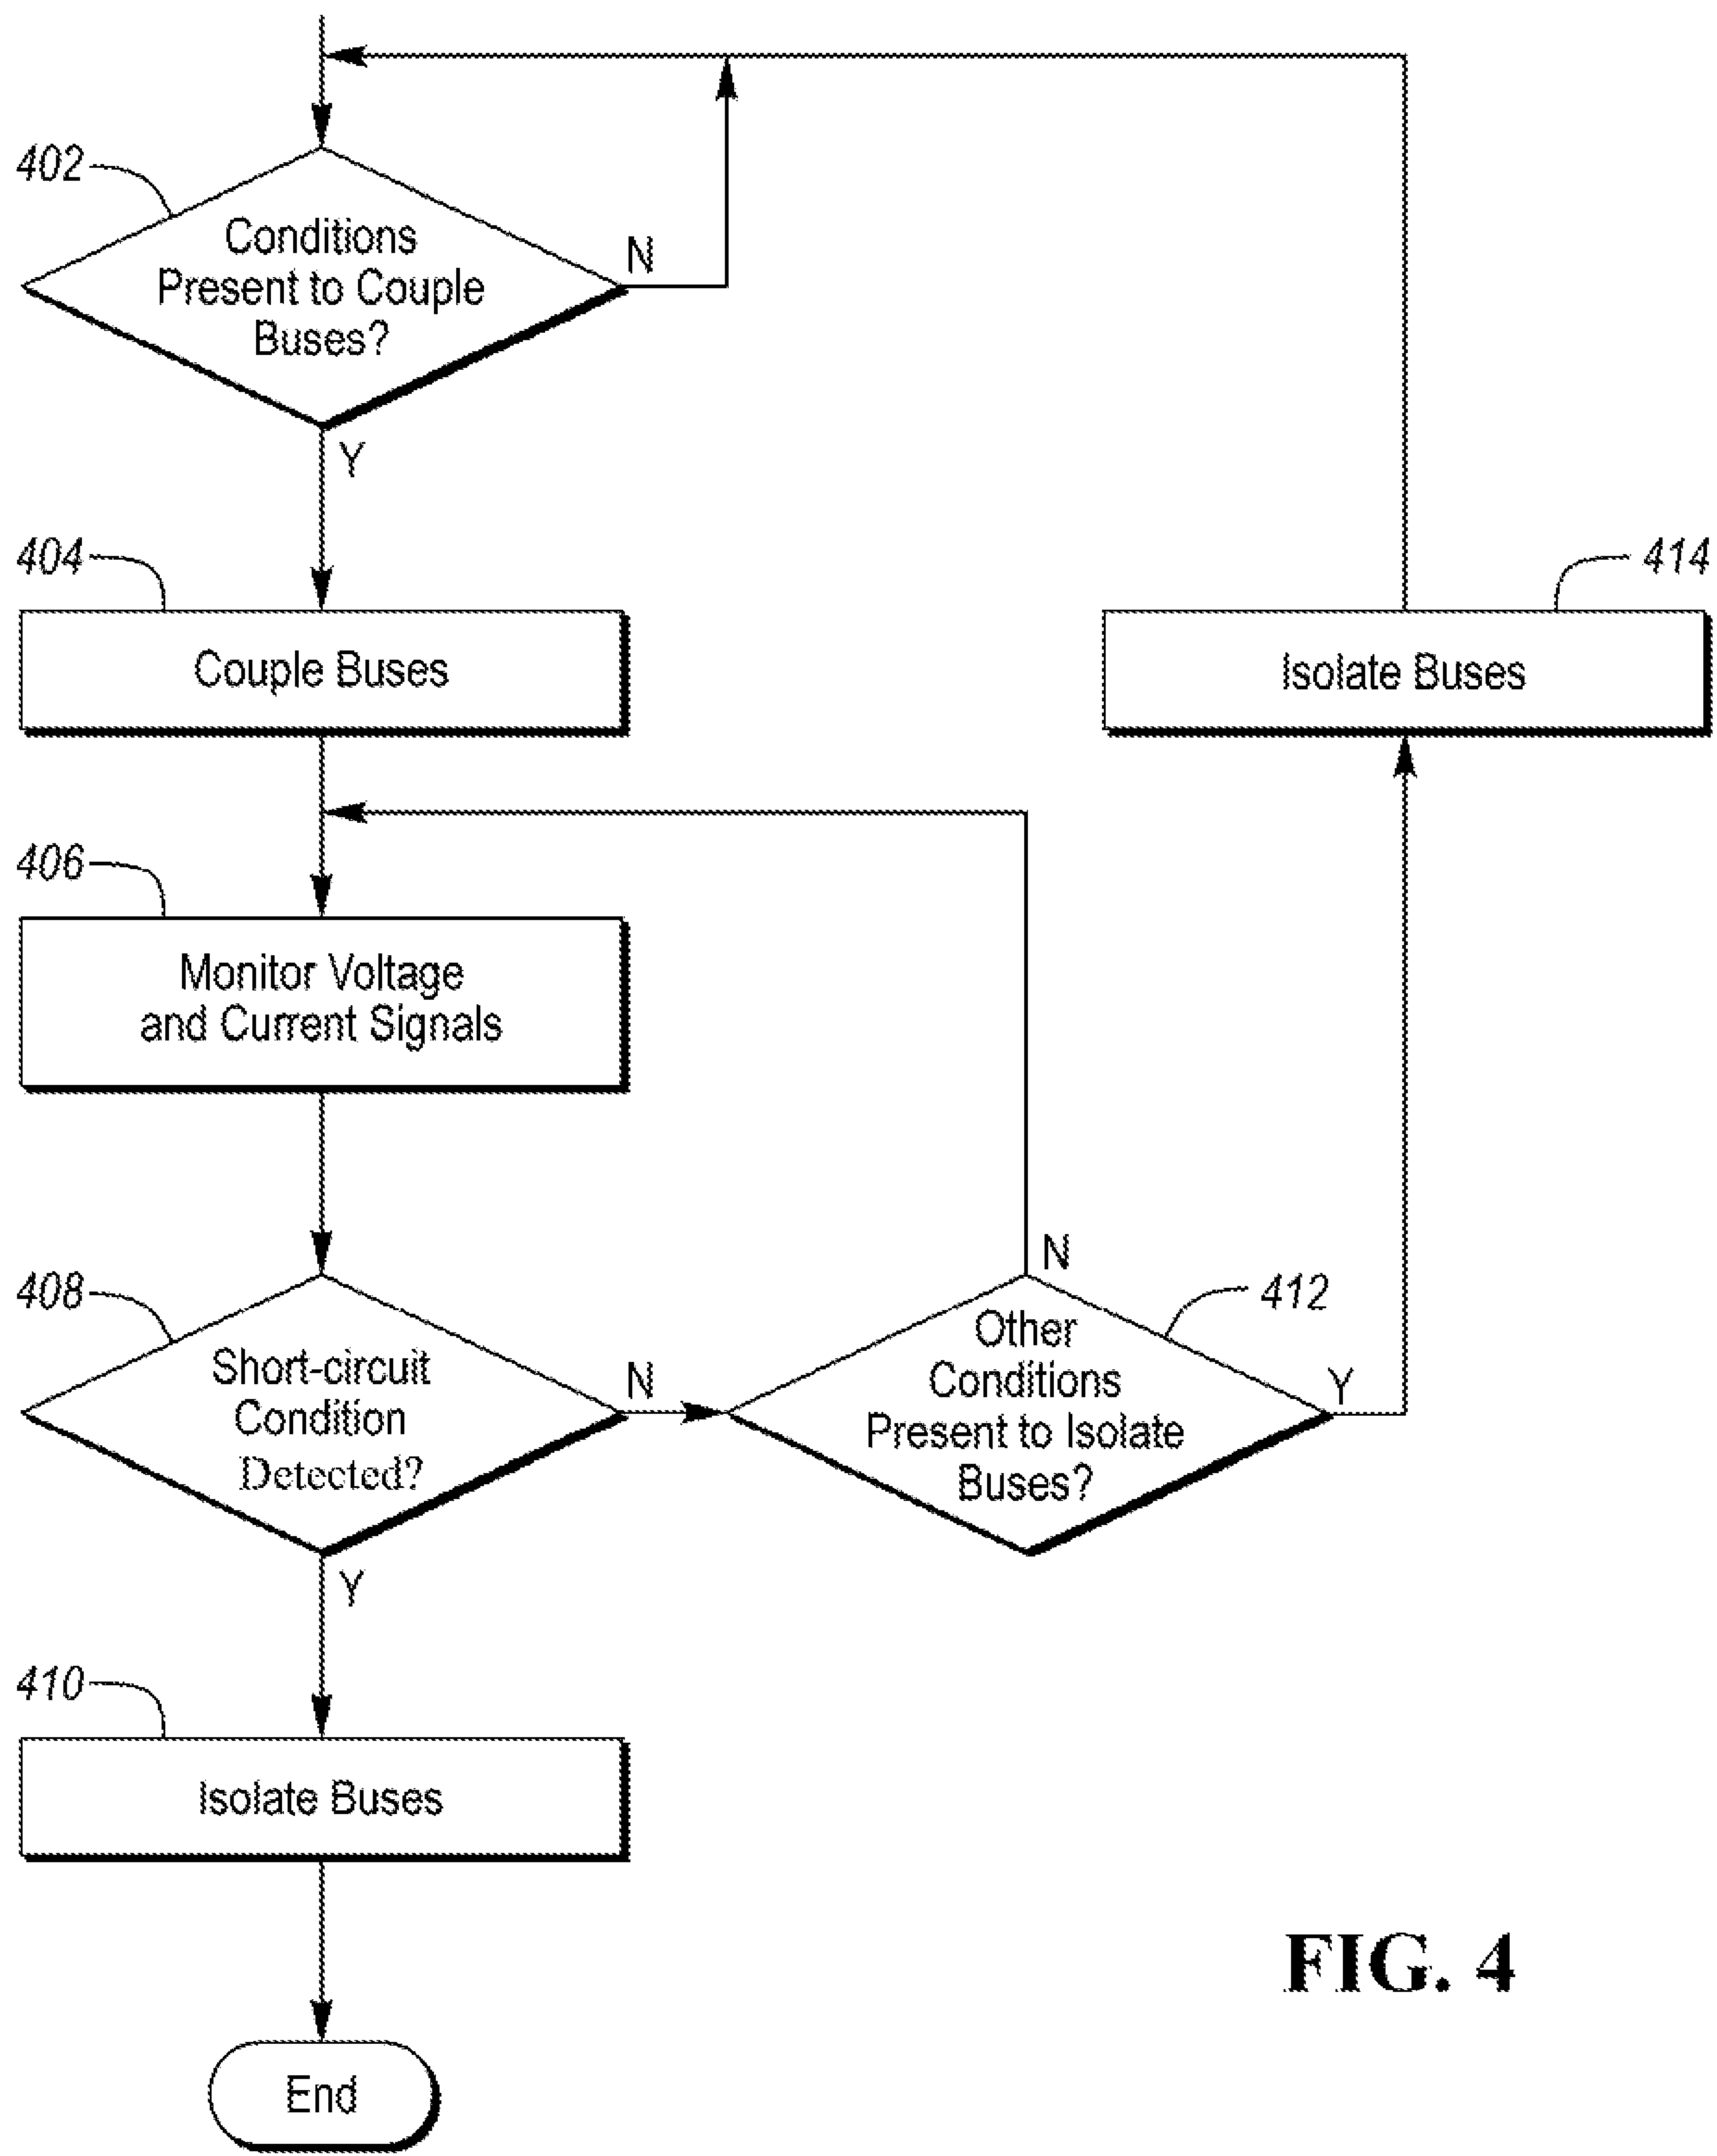 402
Conditions
Present to Couple
Buses?
N
Y
404
Couple Buses
414
Isolate Buses
406
Monitor Voltage
and Current Signals
408
Short-circuit
Condition
Detected?
N
Y
412
Other
Conditions
Present to Isolate
Buses?
N
Y
410
Isolate Buses
End
FIG. 4